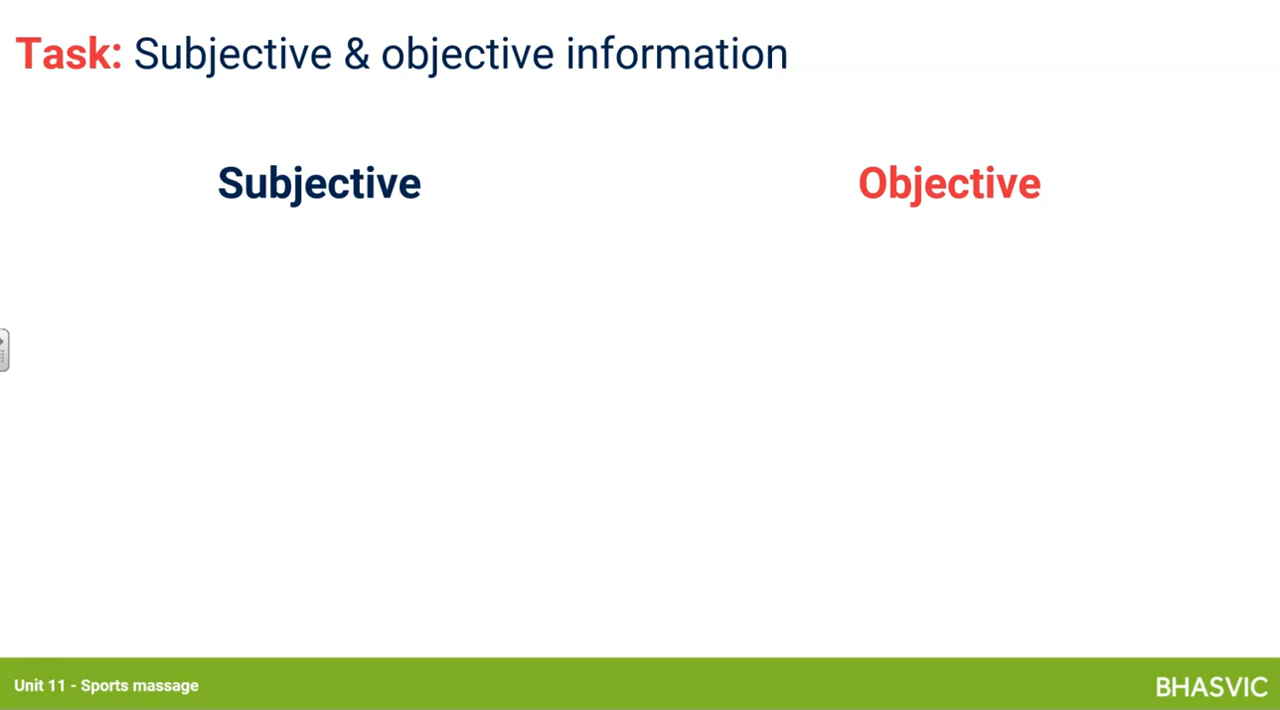 Task: Subjective & objective information
Subjective
Objective
Unit 11 - Sports massage
BHASVIC